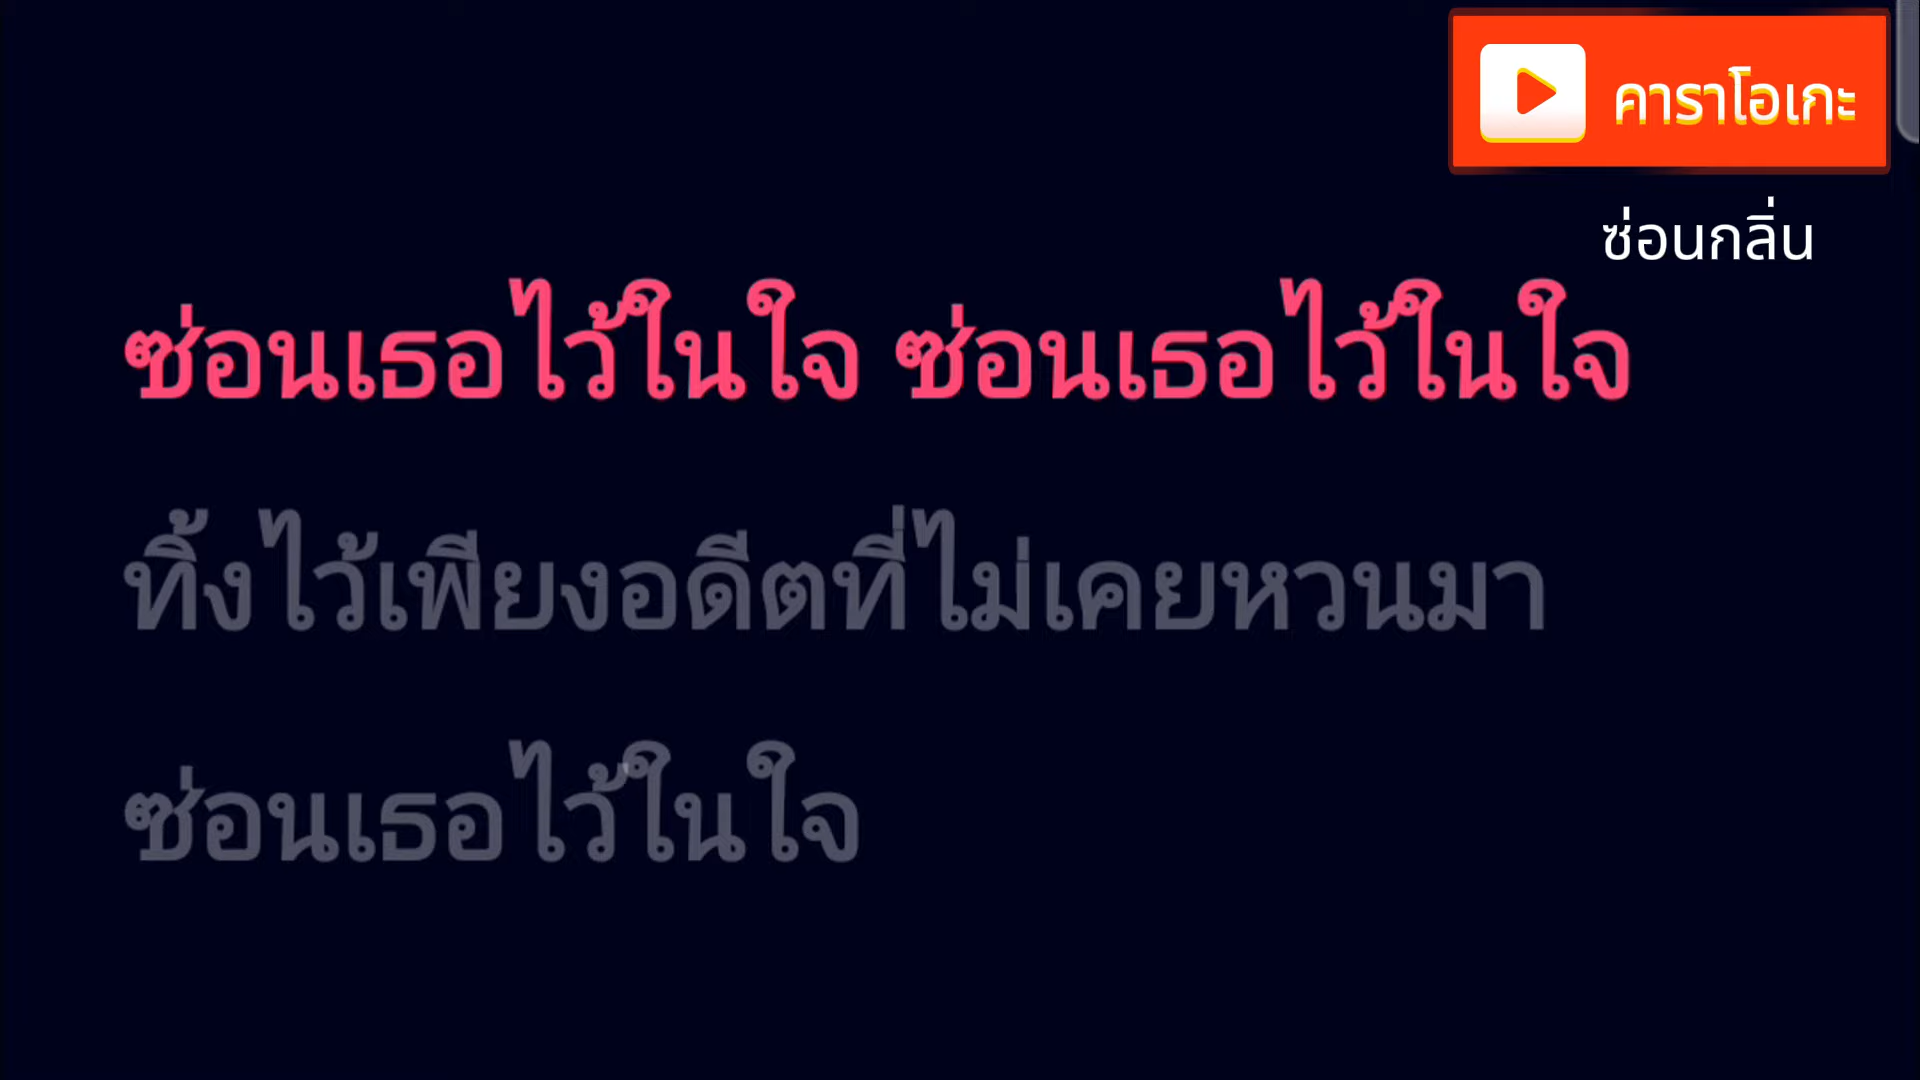 คาราโอเกะ
ซ่อนกลิ่น
ซ่อนเธอไว้ในใจ ซ่อนเธอไว้ในใจ
ทิ้งไว้เพียงอดีตที่ไม่เคยหวนมา
ซ่อนเธอไว้ในใจ